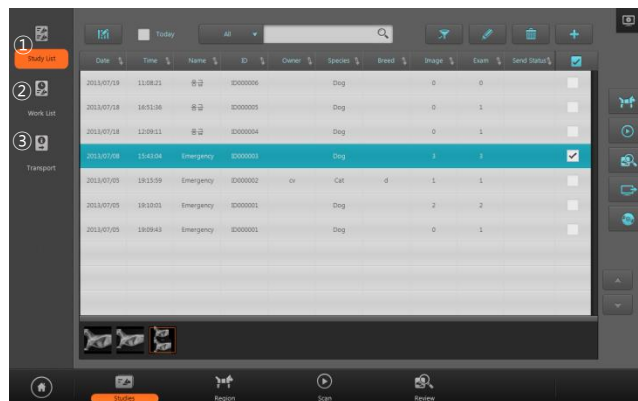 ①
Study List
②
Work List
③
Transport
Today
All
Date Time Name ID Owner Species Breed Image Exam Send Status
2013/07/19 11:08:21 응급 ID000006 Dog 0 0
2013/07/18 16:51:36 응급 ID000005 Dog 0 1
2013/07/18 12:09:11 응급 ID000004 Dog 0 1
2013/07/08 15:43:04 Emergency ID000003 Dog 3 3
2013/07/05 19:15:59 Emergency ID000002 cv Cat d 1 1
2013/07/05 19:10:01 Emergency ID000001 Dog 2 2
2013/07/05 19:09:43 Emergency ID000001 Dog 0 1
Studies Region Scan Review